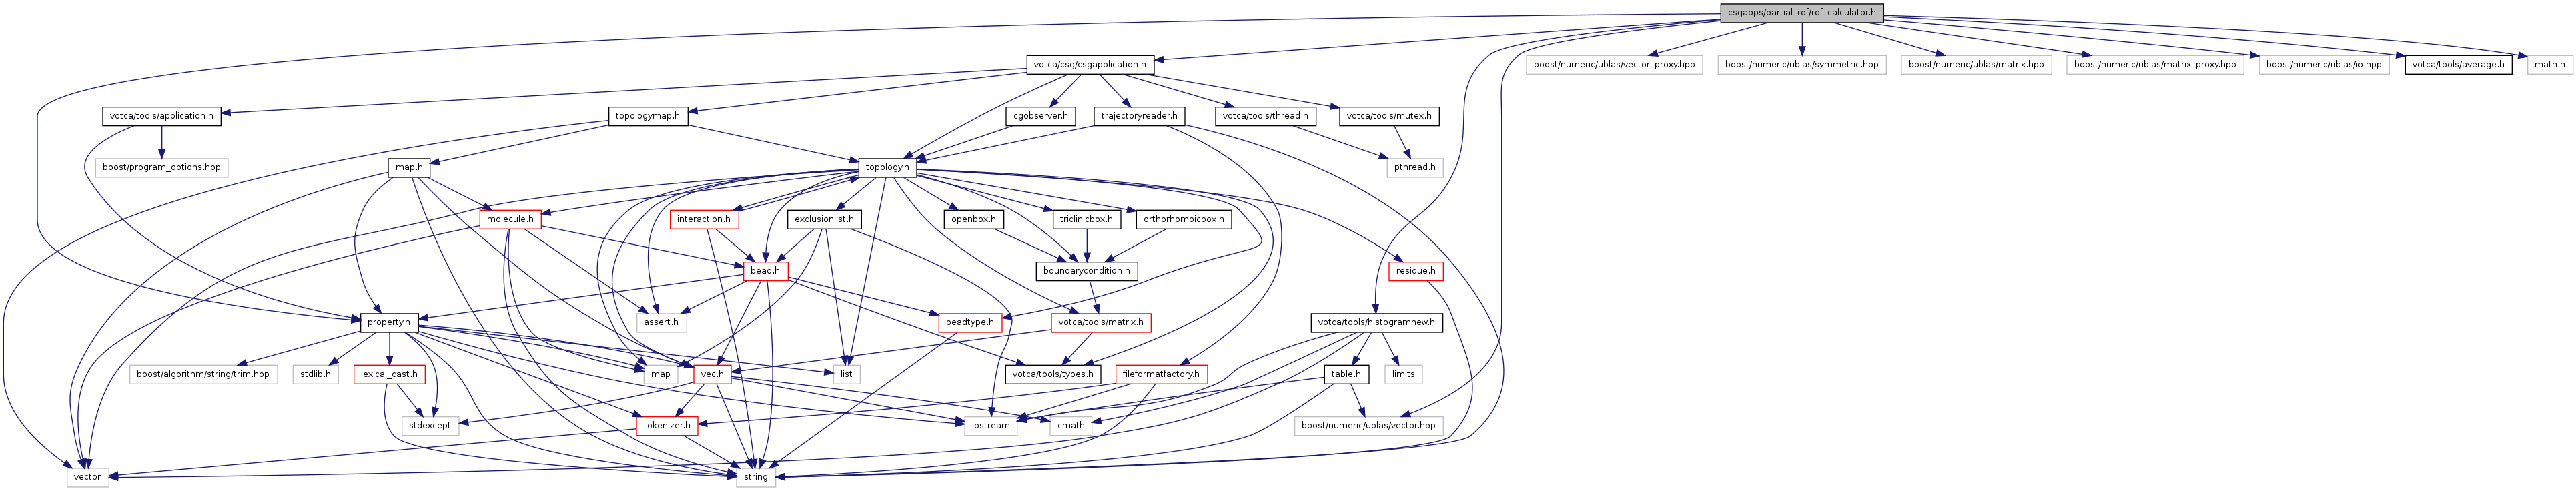 csgapps/partial_rdf/rdf_calculator.h
votca/csg/csgapplication.h
boost/numeric/ublas/vector_proxy.hpp
boost/numeric/ublas/symmetric.hpp
boost/numeric/ublas/matrix.hpp
boost/numeric/ublas/matrix_proxy.hpp
boost/numeric/ublas/io.hpp
votca/tools/average.h
math.h
votca/tools/application.h
topologymap.h
cgobserver.h
trajectoryreader.h
votca/tools/thread.h
votca/tools/mutex.h
boost/program_options.hpp
map.h
topology.h
pthread.h
molecule.h
interaction.h
exclusionlist.h
openbox.h
triclinicbox.h
orthorhombicbox.h
bead.h
boundarycondition.h
residue.h
property.h
assert.h
beadtype.h
votca/tools/matrix.h
votca/tools/histogramnew.h
boost/algorithm/string/trim.hpp
stdlib.h
lexical_cast.h
map
vec.h
list
votca/tools/types.h
fileformatfactory.h
table.h
limits
stdexcept
tokenizer.h
iostream
cmath
boost/numeric/ublas/vector.hpp
vector
string